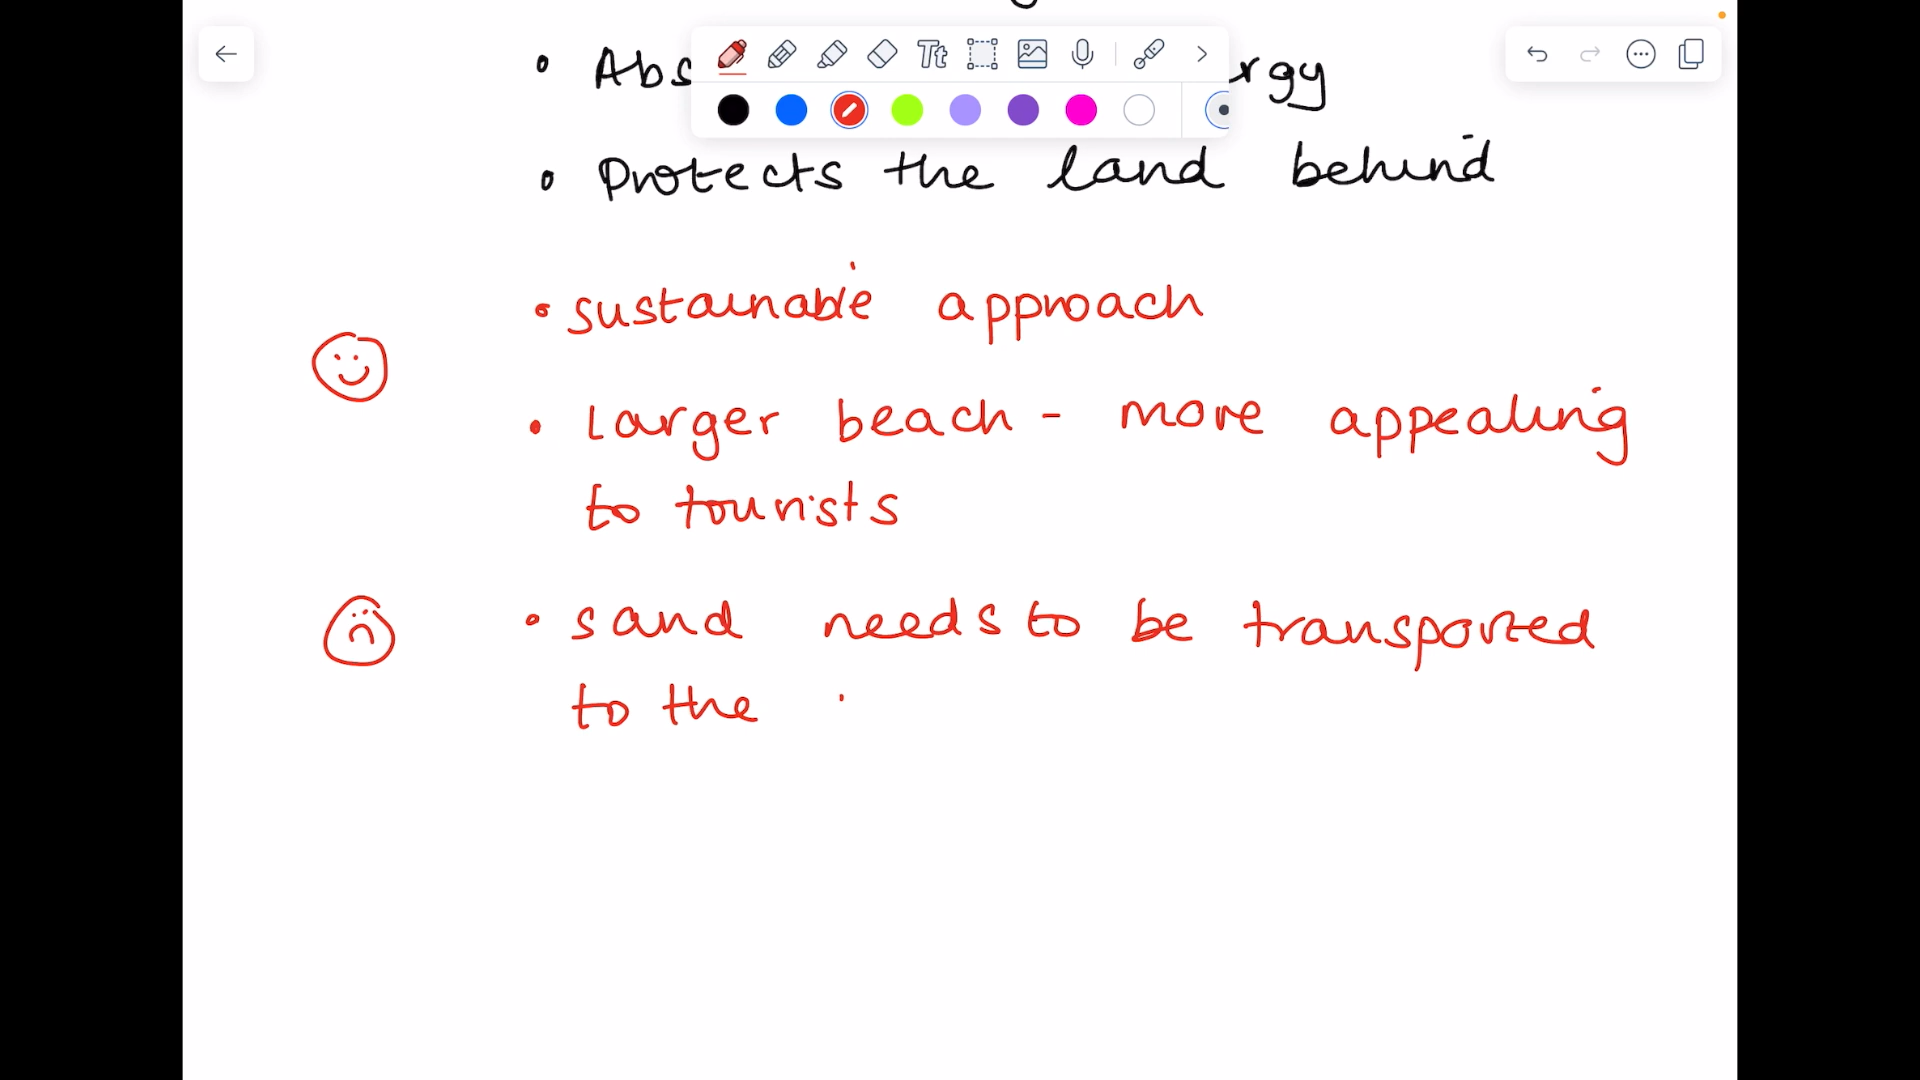 • Abs rgy
• Protects the land behind
• sustainable approach
• Larger beach - more appealing
to tourists
• sand needs to be transported
to the